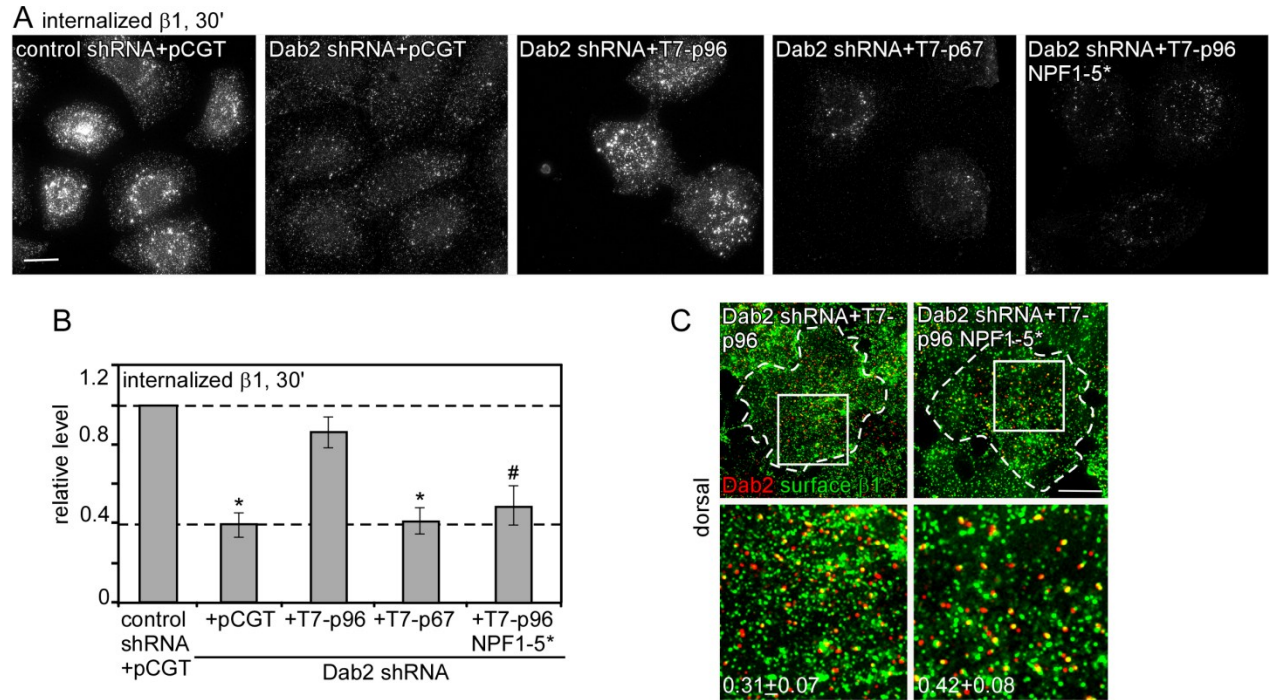 A internalized β1, 30'
control shRNA+pCGT
Dab2 shRNA+pCGT
Dab2 shRNA+T7-p96
Dab2 shRNA+T7-p67
Dab2 shRNA+T7-p96
NPF1-5*
B
internalized β1, 30'
relative level
1.2
0.8
0.4
0
*
*
#
control
shRNA
+pCGT
+pCGT
+T7-p96
+T7-p67
+T7-p96
NPF1-5*
Dab2 shRNA
C
Dab2 shRNA+T7-
p96
Dab2 shRNA+T7-
p96 NPF1-5*
Dab2 surface β1
dorsal
0.31±0.07
0.42±0.08